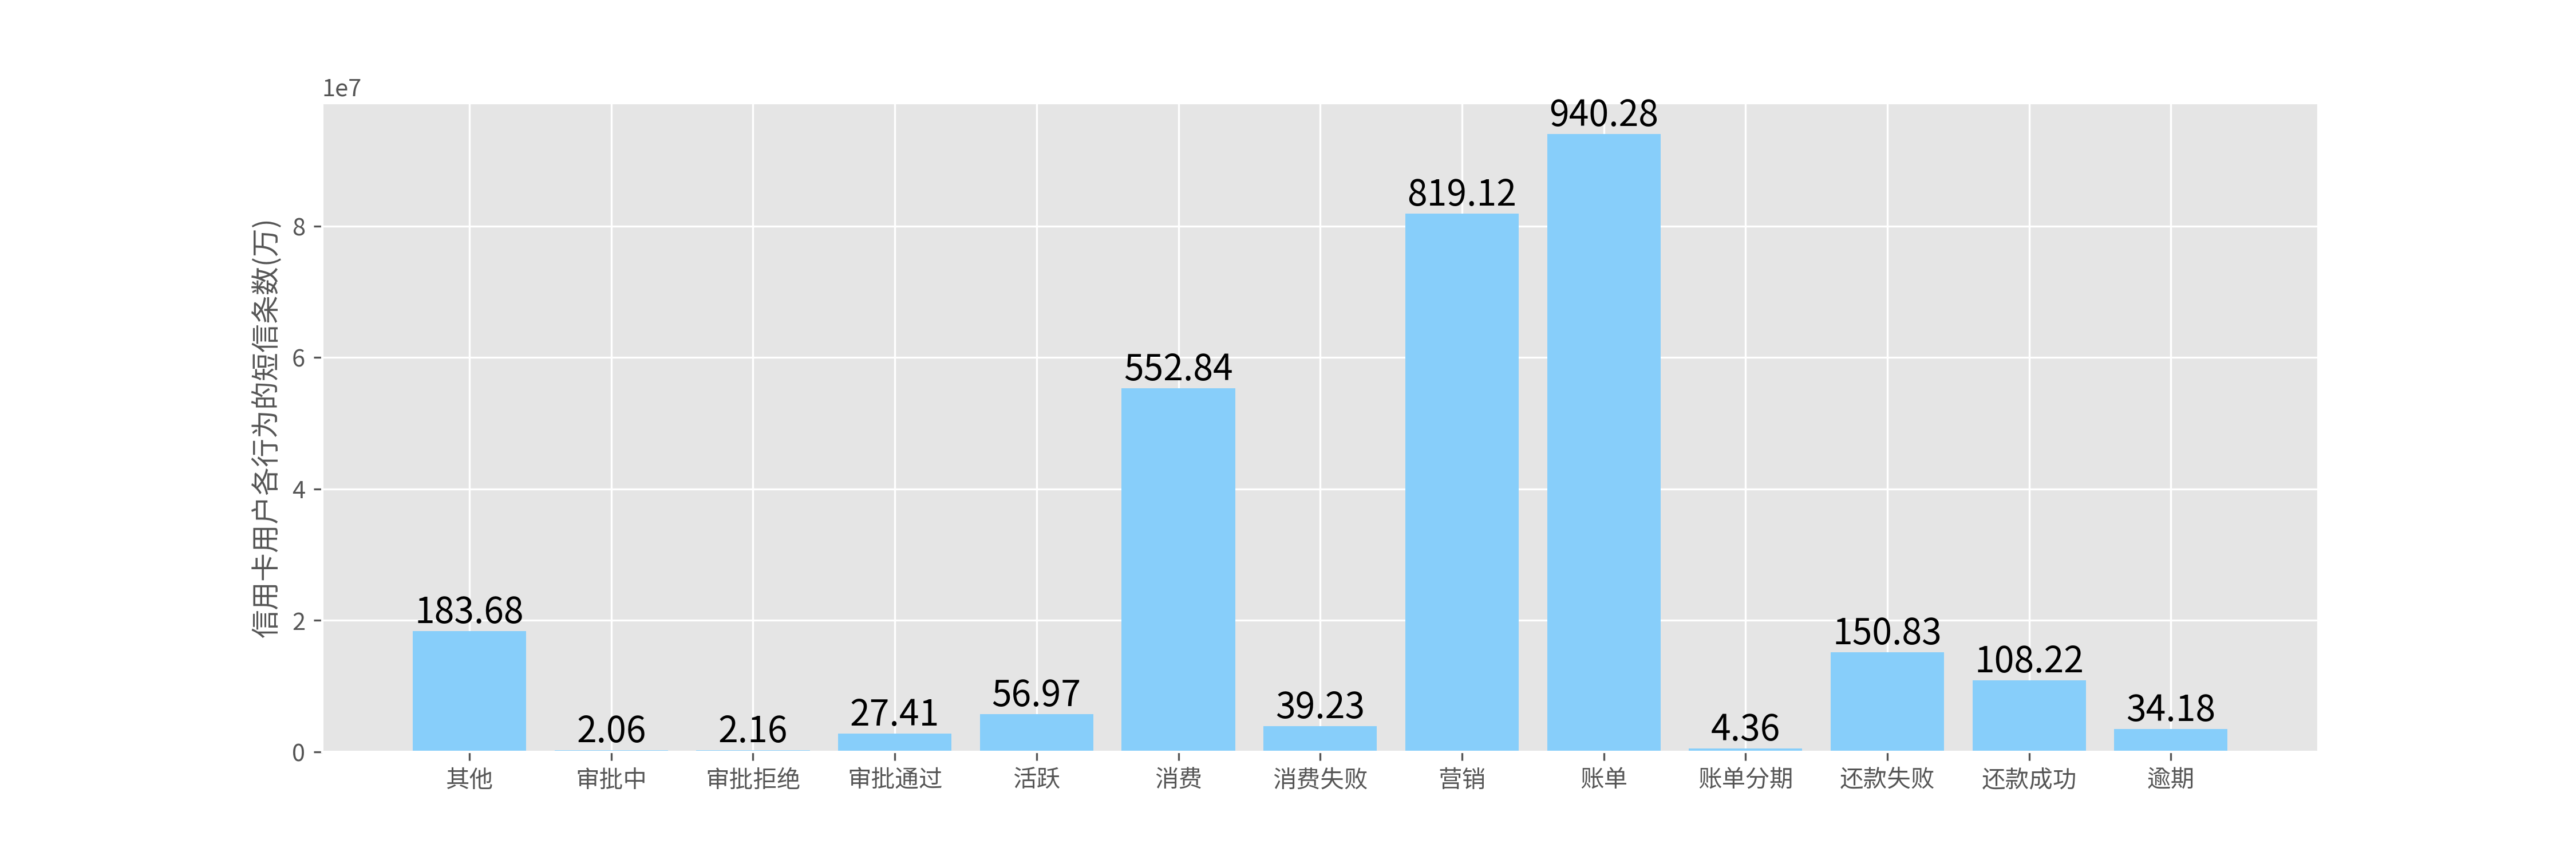 1e7
信用卡用户各行为的短信条数(万)
8
6
4
2
0
183.68
2.06
2.16
27.41
56.97
552.84
39.23
819.12
940.28
4.36
150.83
108.22
34.18
其他
审批中
审批拒绝
审批通过
活跃
消费
消费失败
营销
账单
账单分期
还款失败
还款成功
逾期